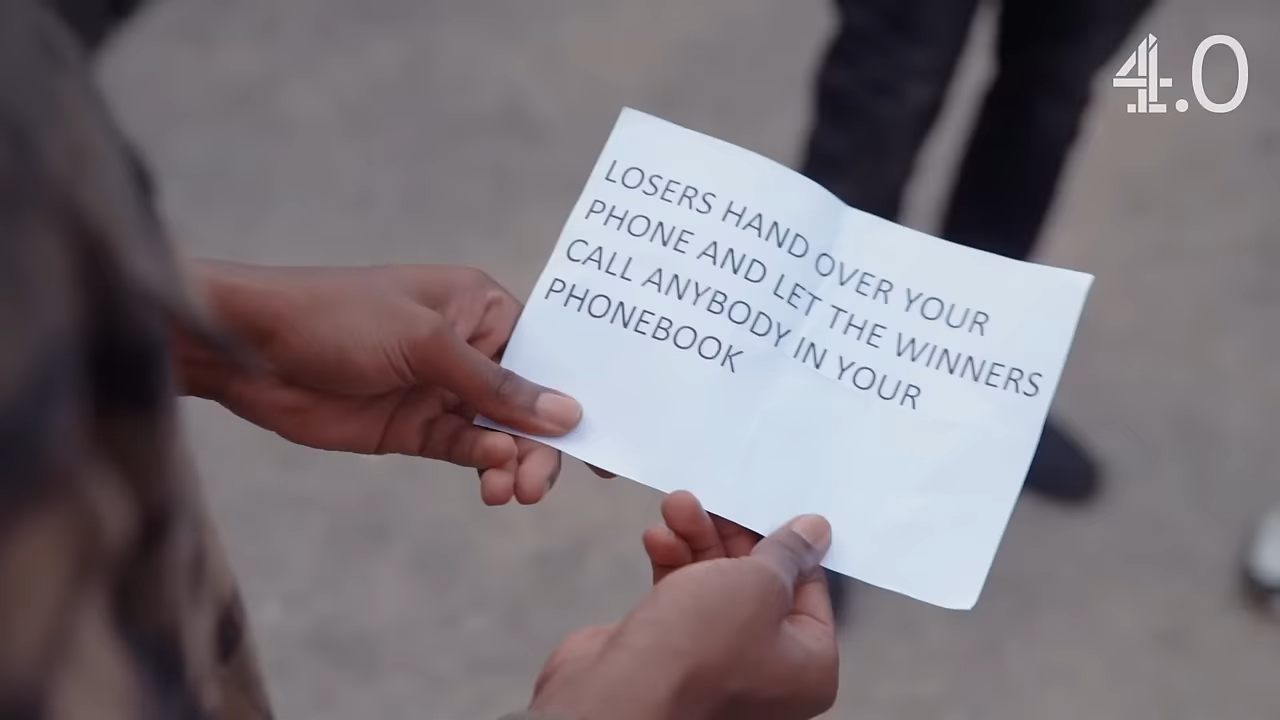 4.0
LOSERS HAND OVER YOUR
PHONE AND LET THE WINNERS
CALL ANYBODY IN YOUR
PHONEBOOK